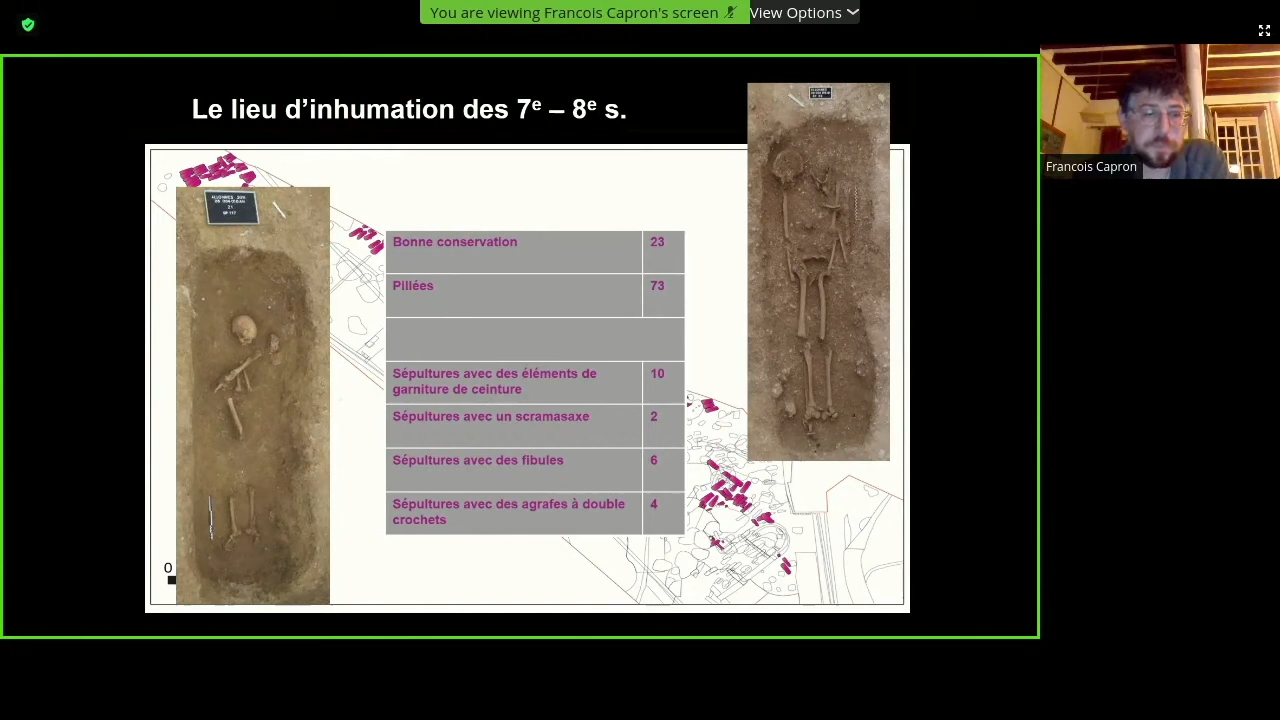 You are viewing Francois Capron's screen
View Options
Le lieu d’inhumation des 7e – 8e s.
Francois Capron
Bonne conservation 23
Pillées 73
Sépultures avec des éléments de
garniture de ceinture 10
Sépultures avec un scramasaxe 2
Sépultures avec des fibules 6
Sépultures avec des agrafes à double
crochets 4
0